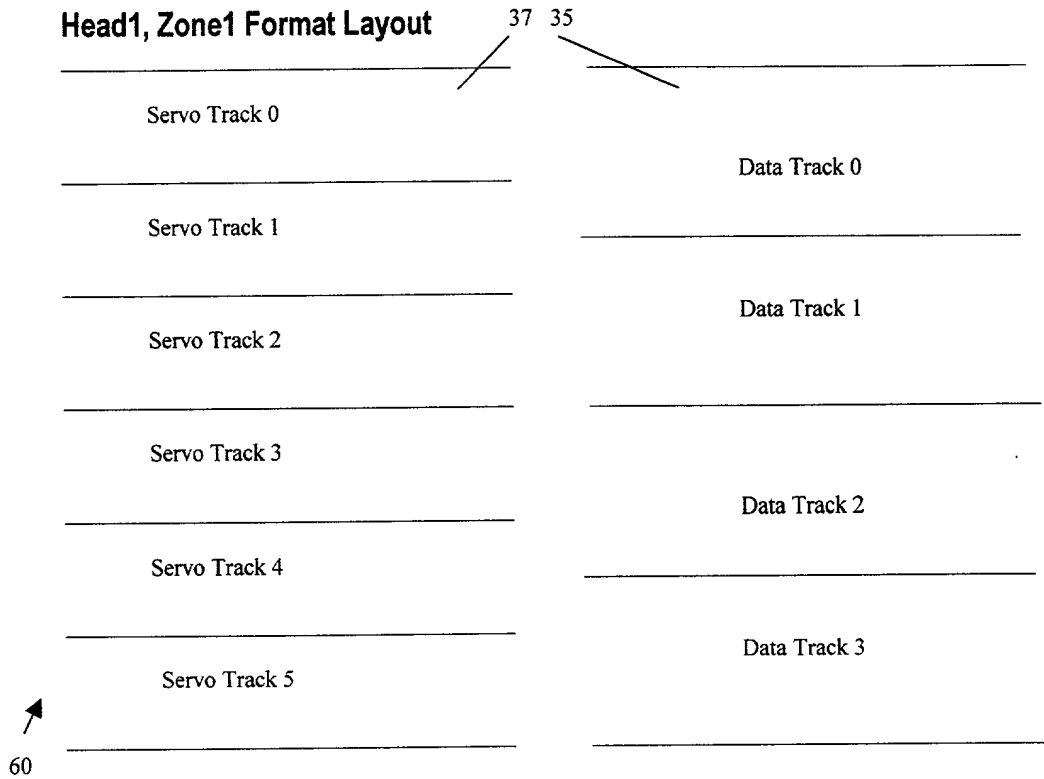 Head1, Zone1 Format Layout
37 35
Servo Track 0
Servo Track 1
Servo Track 2
Servo Track 3
Servo Track 4
Servo Track 5
Data Track 0
Data Track 1
Data Track 2
Data Track 3
60